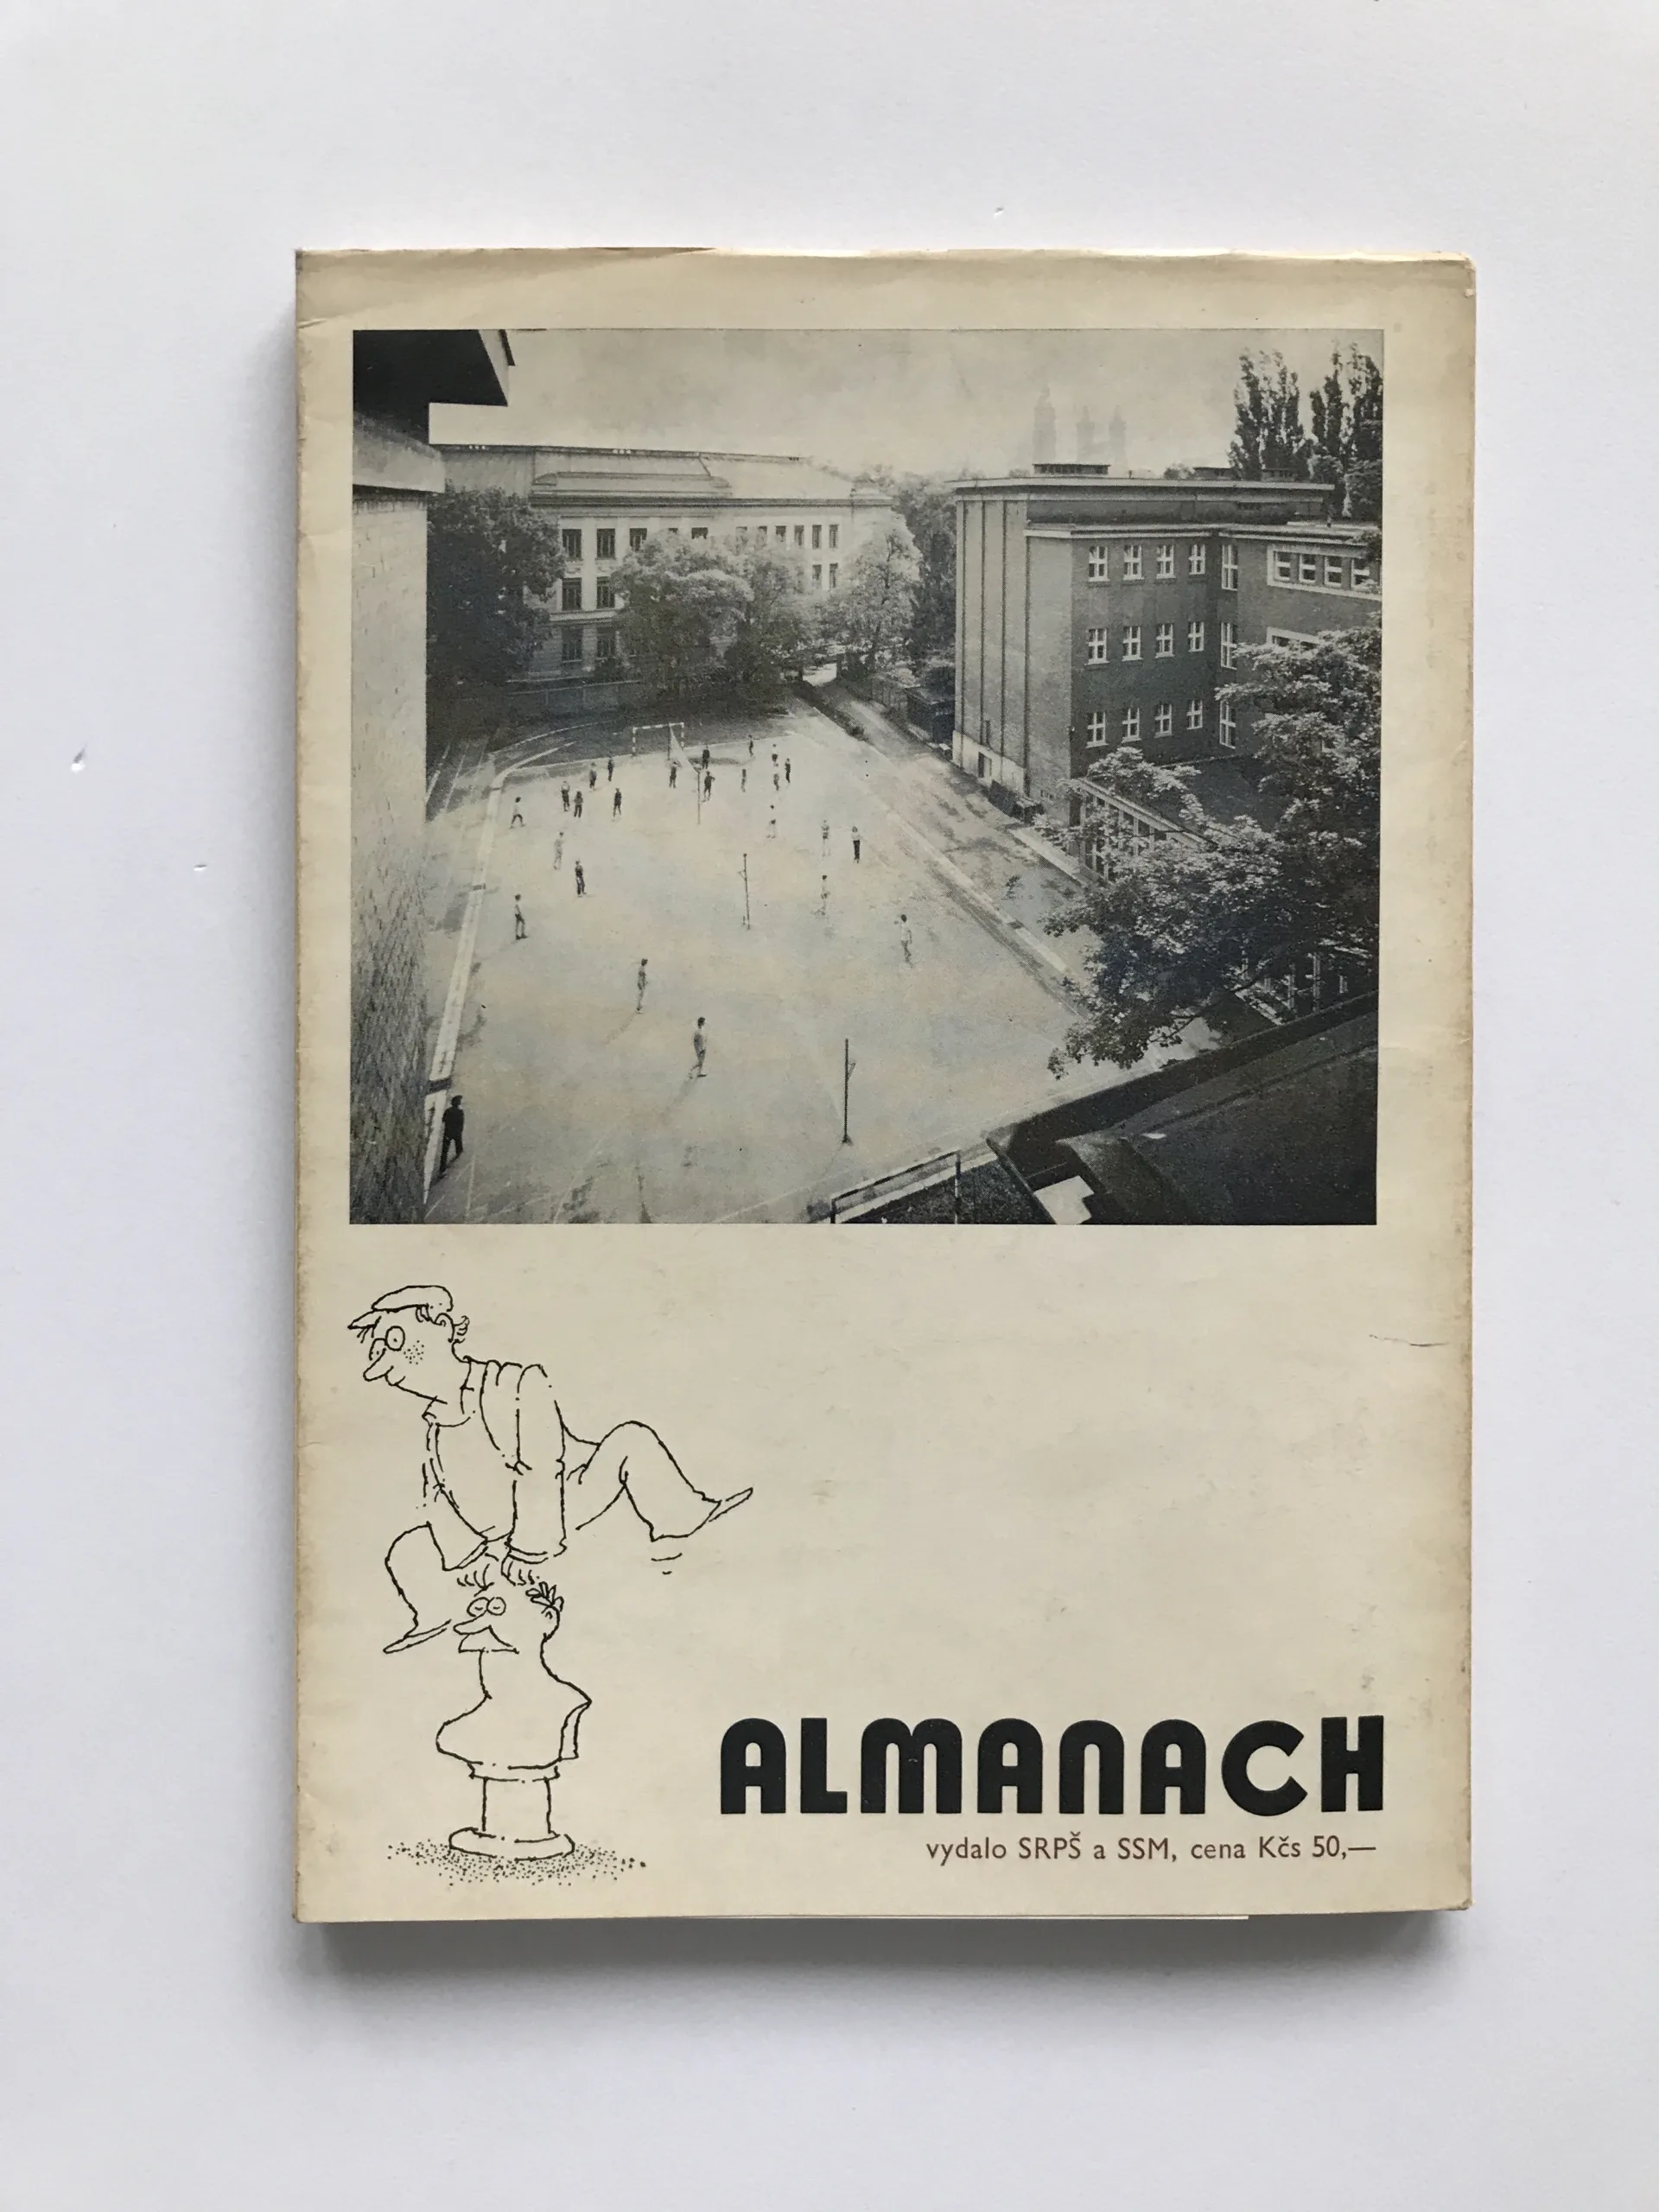 ALMANACH
vydalo SRPŠ a SSM, cena Kčs 50,—